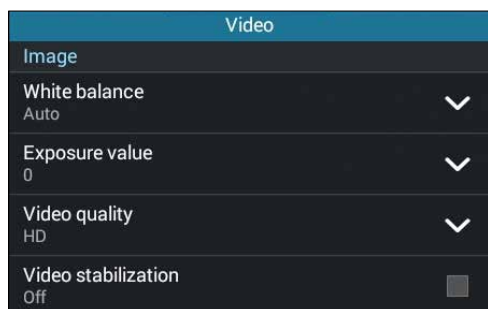 Video
Image
White balance
Auto
Exposure value
0
Video quality
HD
Video stabilization
Off